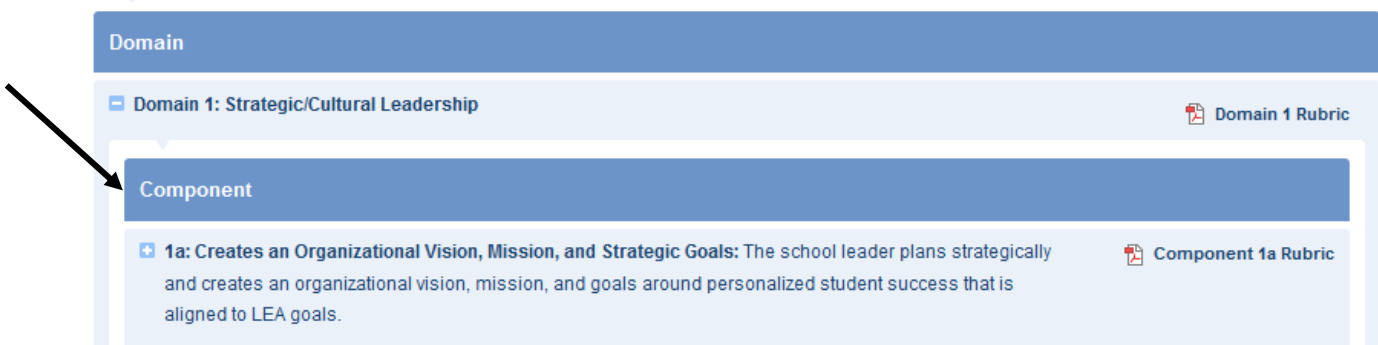 Domain
Domain 1: Strategic/Cultural Leadership
Domain 1 Rubric
Component
1a: Creates an Organizational Vision, Mission, and Strategic Goals: The school leader plans strategically
and creates an organizational vision, mission, and goals around personalized student success that is
aligned to LEA goals.
Component 1a Rubric